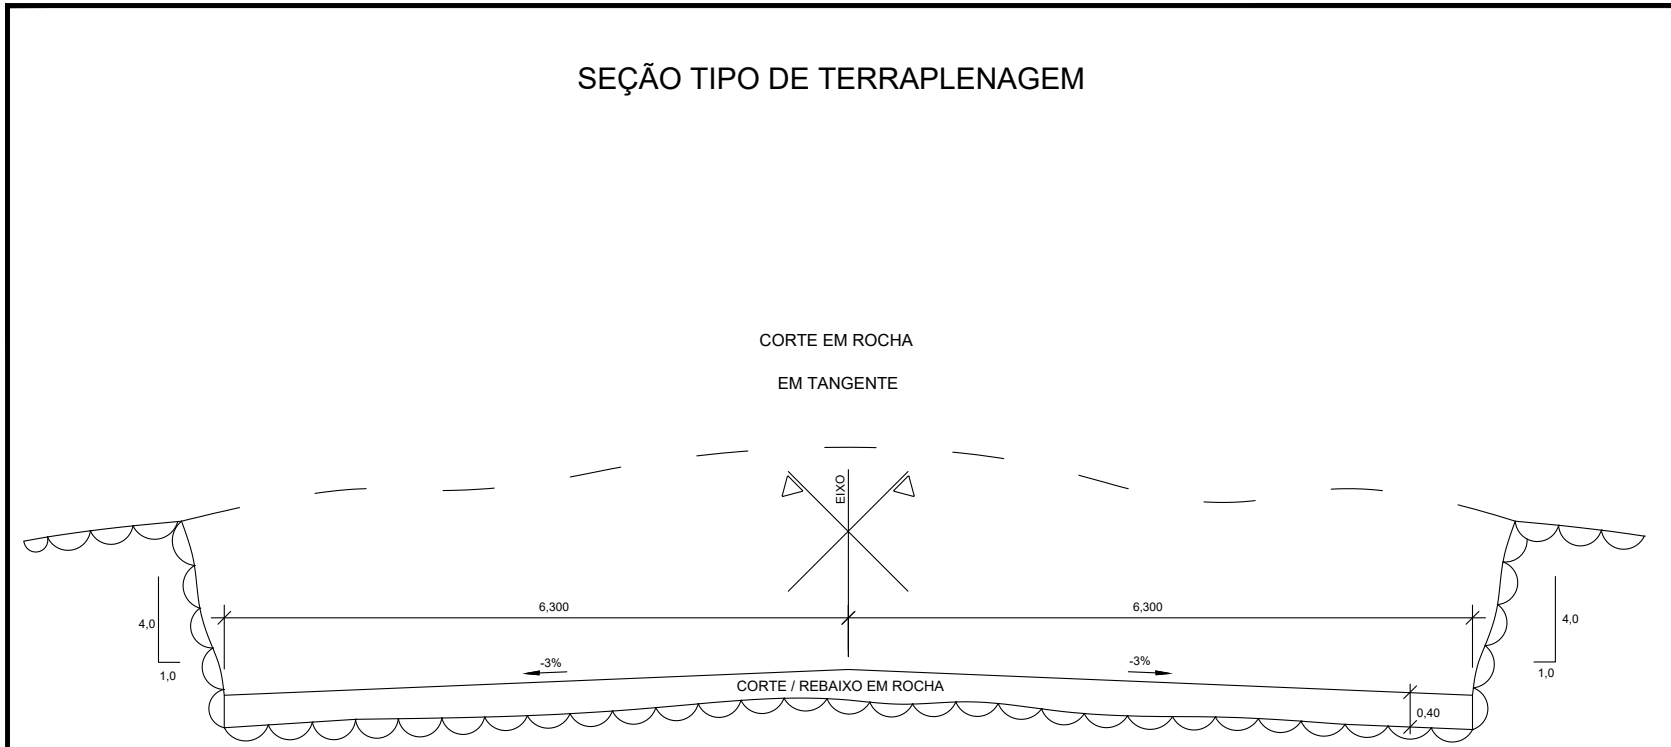 SEÇÃO TIPO DE TERRAPLENAGEM
CORTE EM ROCHA
EM TANGENTE
EIXO
6,300
6,300
4,0
1,0
4,0
1,0
-3%
-3%
CORTE / REBAIXO EM ROCHA
0,40